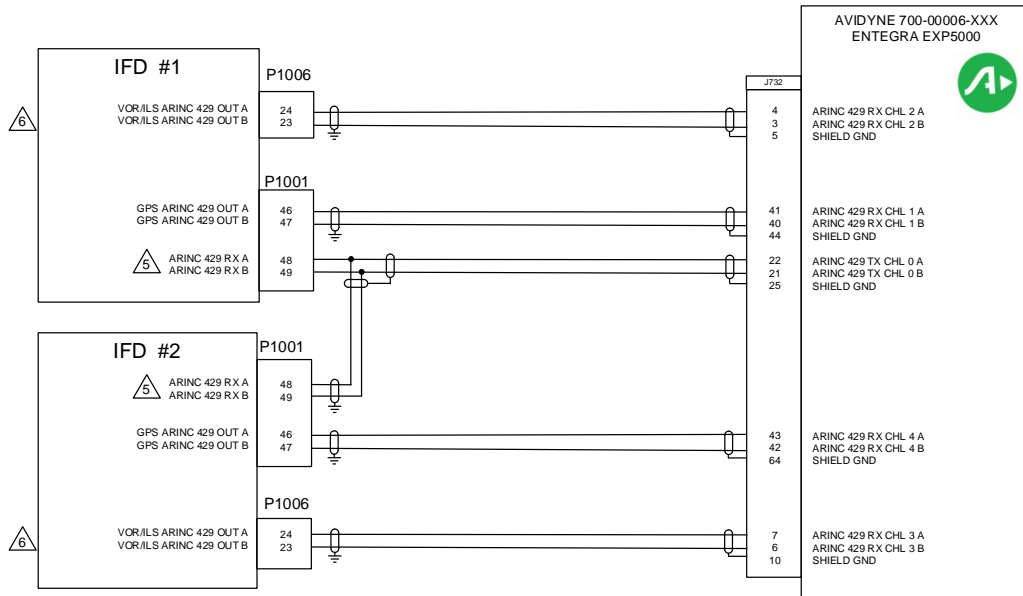 AVIDYNE 700-00006-XXX
ENTEGRA EXP5000
IFD #1
P1006
J732
6
VOR/ILS ARINC 429 OUT A 24 4 ARINC 429 RX CHL 2 A
VOR/ILS ARINC 429 OUT B 23 3 ARINC 429 RX CHL 2 B
5 SHIELD GND
P1001
GPS ARINC 429 OUT A 46 41 ARINC 429 RX CHL 1 A
GPS ARINC 429 OUT B 47 40 ARINC 429 RX CHL 1 B
44 SHIELD GND
5
ARINC 429 RX A 48 22 ARINC 429 TX CHL 0 A
ARINC 429 RX B 49 21 ARINC 429 TX CHL 0 B
25 SHIELD GND
IFD #2
P1001
5
ARINC 429 RX A 48
ARINC 429 RX B 49
GPS ARINC 429 OUT A 46 43 ARINC 429 RX CHL 4 A
GPS ARINC 429 OUT B 47 42 ARINC 429 RX CHL 4 B
64 SHIELD GND
P1006
6
VOR/ILS ARINC 429 OUT A 24 7 ARINC 429 RX CHL 3 A
VOR/ILS ARINC 429 OUT B 23 6 ARINC 429 RX CHL 3 B
10 SHIELD GND